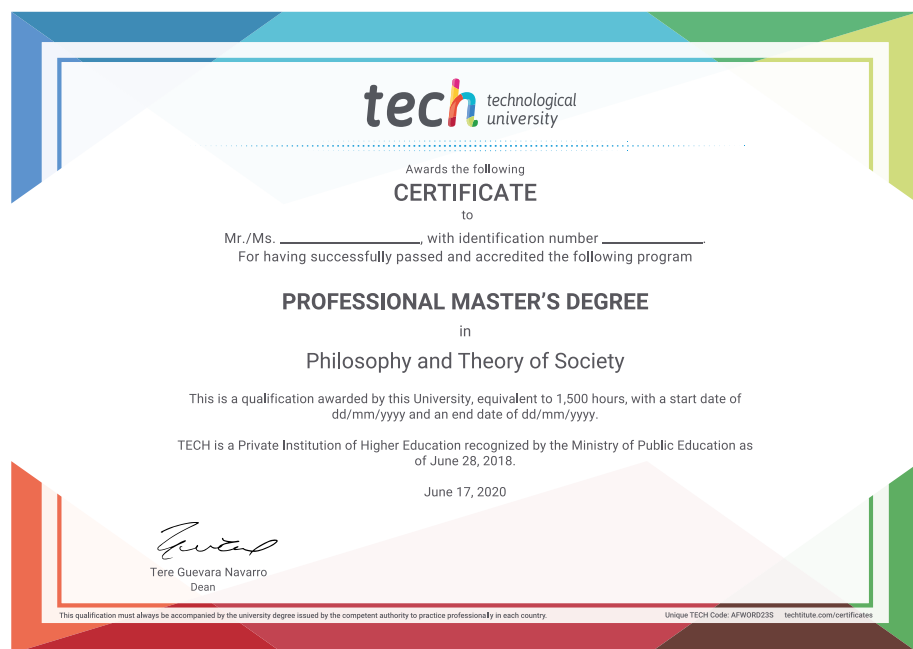 tech technological
university
Awards the following
CERTIFICATE
to
Mr./Ms. ____________________, with identification number ______________.
For having successfully passed and accredited the following program
PROFESSIONAL MASTER'S DEGREE
in
Philosophy and Theory of Society
This is a qualification awarded by this University, equivalent to 1,500 hours, with a start date of
dd/mm/yyyy and an end date of dd/mm/yyyy.
TECH is a Private Institution of Higher Education recognized by the Ministry of Public Education as
of June 28, 2018.
June 17, 2020
Tere Guevara Navarro
Dean
This qualification must always be accompanied by the university degree issued by the competent authority to practice professionally in each country.
Unique TECH Code: AFWORD23S techtitute.com/certificates